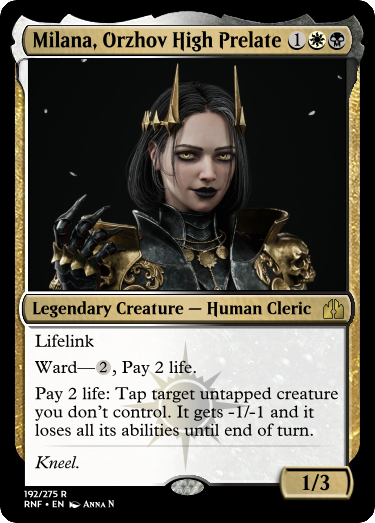 Milana, Orzhov High Prelate 1
Legendary Creature — Human Cleric
Lifelink
Ward—2, Pay 2 life.
Pay 2 life: Tap target untapped creature
you don't control. It gets -1/-1 and it
loses all its abilities until end of turn.
Kneel.
1/3
192/275 R
RNF • EN Anna N